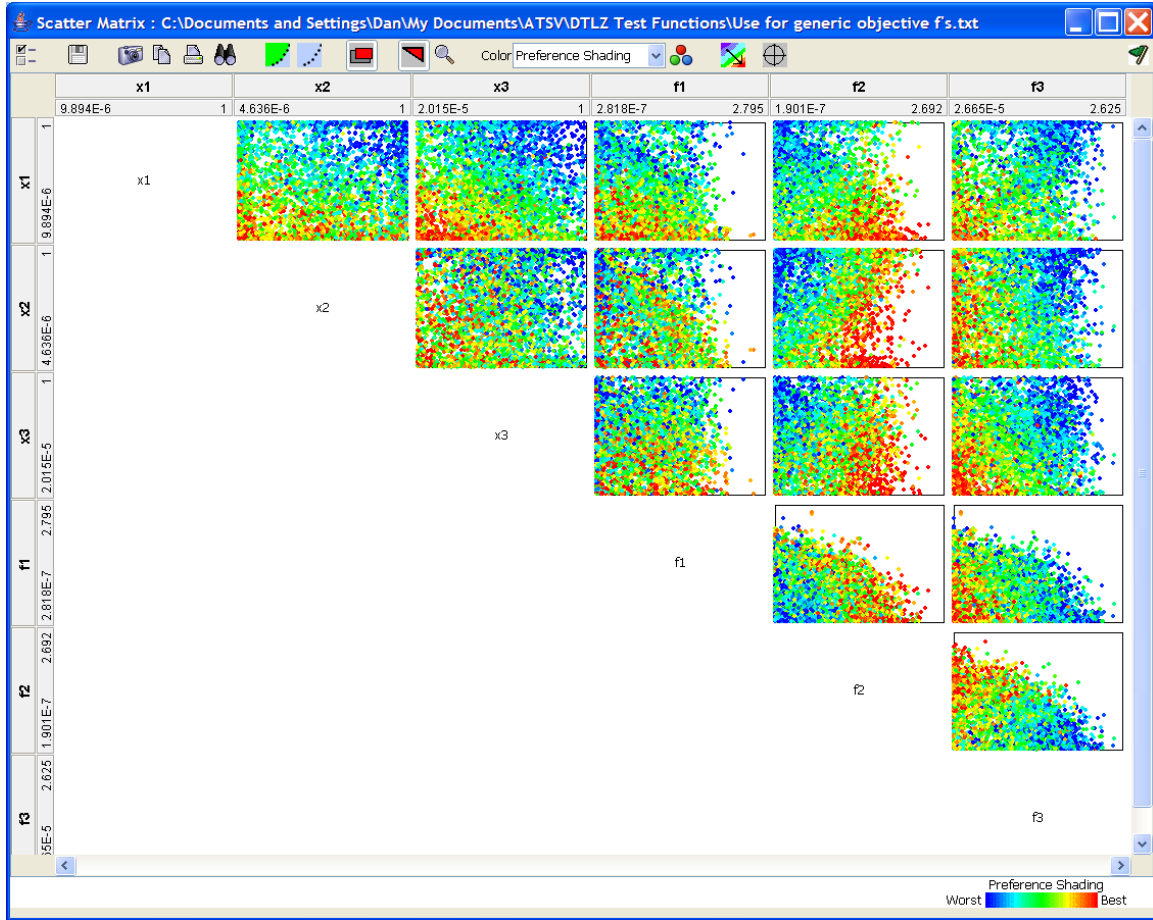 Scatter Matrix : C:\Documents and Settings\Dan\My Documents\ATSV\DTLZ Test Functions\Use for generic objective f's.txt
Color Preference Shading
x1 x2 x3 f1 f2 f3
9.894E-6 1 4.636E-6 1 2.015E-5 1 2.818E-7 2.795 1.901E-7 2.692 2.665E-5 2.625
x1
9.894E-6 1
x1
x2
4.636E-6 1
x2
x3
2.015E-5 1
x3
f1
2.818E-7 2.795
f1
f2
1.901E-7 2.692
f2
f3
55E-5 2.625
f3
Preference Shading
Worst Best